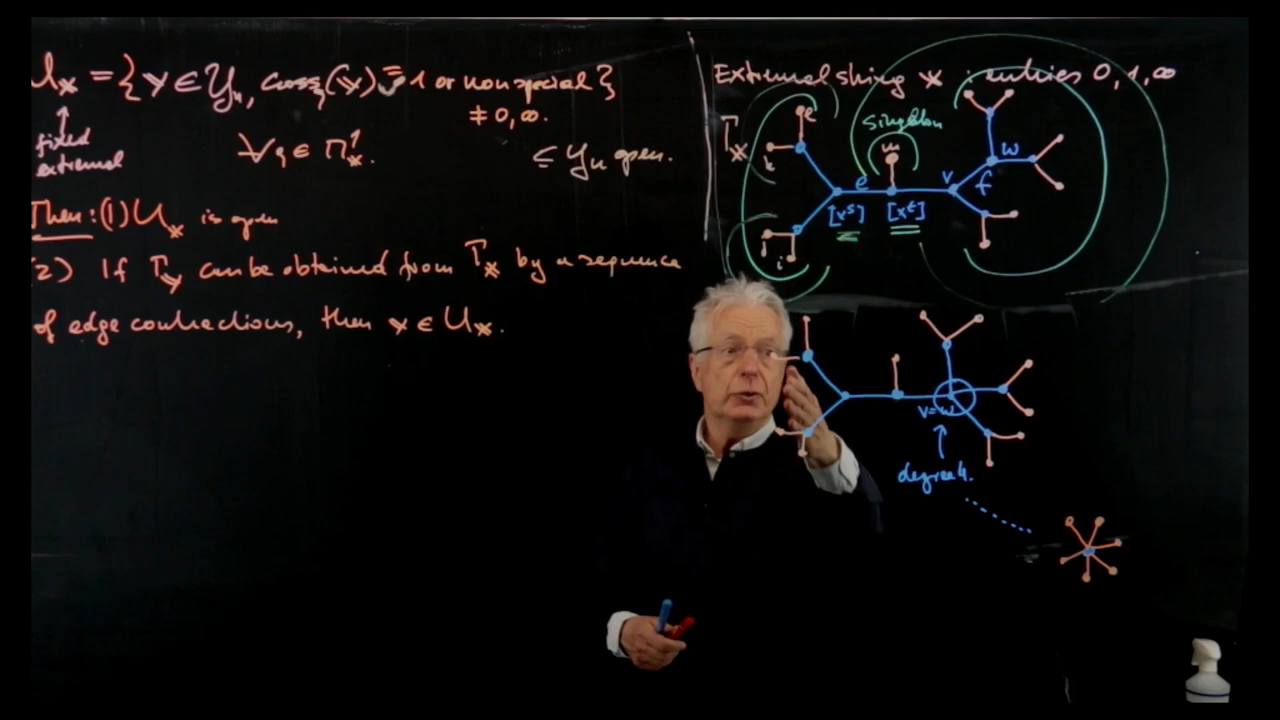 U_x = { y ∈ Y_n, cross_q(y) = 1 or non special }
≠ 0, ∞.
↑
fixed
extremal
∀ q ∈ Π¹_x.
⊆ Y_n open.
Then: (1) U_x is open
(2) If T_y can be obtained from T_x by a sequence
of edge contractions, then x ∈ U_x.
Extremal string x : entries 0, 1, ∞
T_x
Singleton
e
k
m
w
e
v
f
[x^s]
[x^t]
j
i
v=w
↑
degree 4.